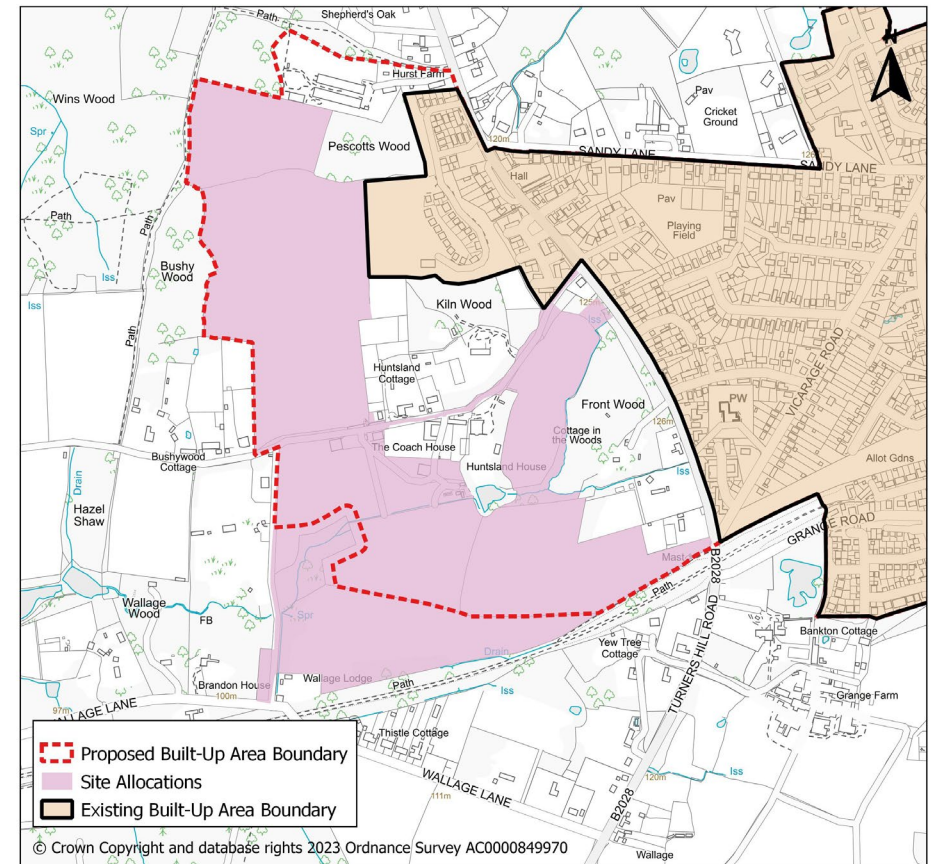 Path
Shepherd's Oak
N
Hurst Farm
Wins Wood
Pav
Cricket
Ground
Spr
120m
Pescotts Wood
SANDY LANE
SANDY LANE
Hall
Path
Path
Pav
Playing
Field
Bushy
Wood
Iss
Iss
Kiln Wood
125m
Iss
Path
VICARAGE ROAD
Huntsland
Cottage
PW
Front Wood
126m
Cottage in
the Woods
The Coach House
Bushywood
Cottage
Huntsland House
Iss
Allot Gdns
Drain
Hazel
Shaw
GRANGE ROAD
Mast
B2028
Path
Wallage
Wood
FB
Spr
TURNERS HILL ROAD
Bankton Cottage
Yew Tree
Cottage
Drain
Brandon House
Wallage Lodge
Path
Iss
100m
Grange Farm
97m
WALLAGE LANE
Thistle Cottage
Proposed Built-Up Area Boundary
Site Allocations
Existing Built-Up Area Boundary
WALLAGE LANE
111m
120m
Iss
B2028
© Crown Copyright and database rights 2023 Ordnance Survey AC0000849970
Wallage